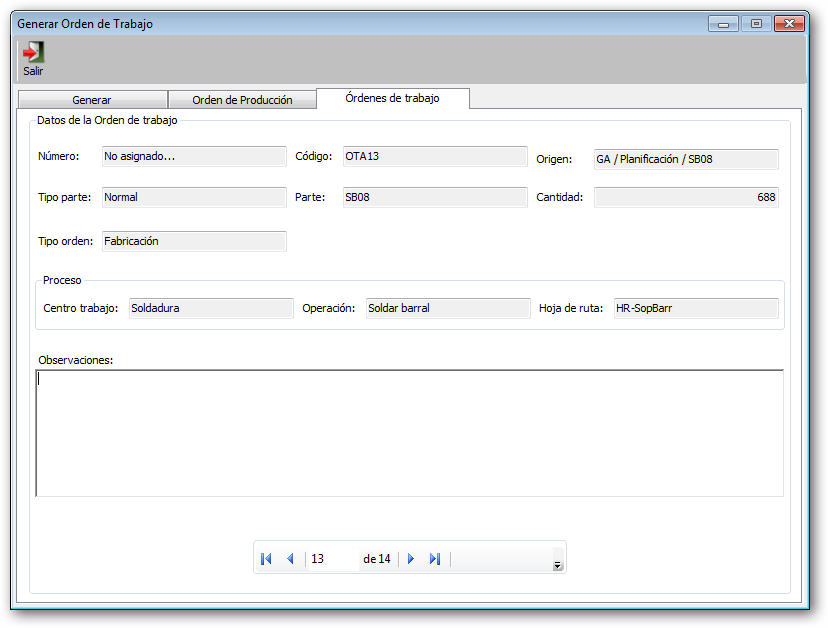 Generar Orden de Trabajo
Salir
Generar Orden de Producción Órdenes de trabajo
Datos de la Orden de trabajo
Número: No asignado... Código: OTA13 Origen: GA / Planificación / SB08
Tipo parte: Normal Parte: SB08 Cantidad: 688
Tipo orden: Fabricación
Proceso
Centro trabajo: Soldadura Operación: Soldar barral Hoja de ruta: HR-SopBarr
Observaciones:
13 de 14